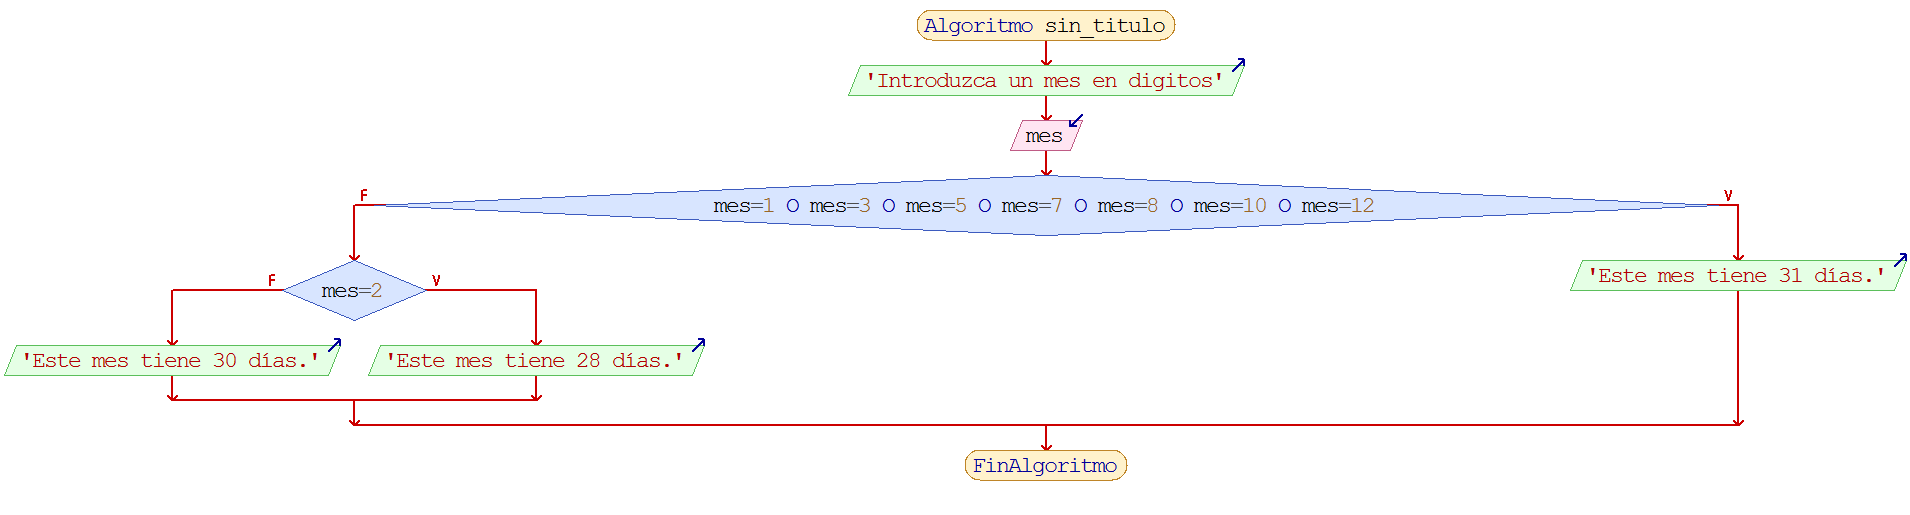 Algoritmo sin_titulo
'Introduzca un mes en digitos'
mes
F
V
mes=1 O mes=3 O mes=5 O mes=7 O mes=8 O mes=10 O mes=12
F
V
mes=2
'Este mes tiene 31 días.'
'Este mes tiene 30 días.'
'Este mes tiene 28 días.'
FinAlgoritmo